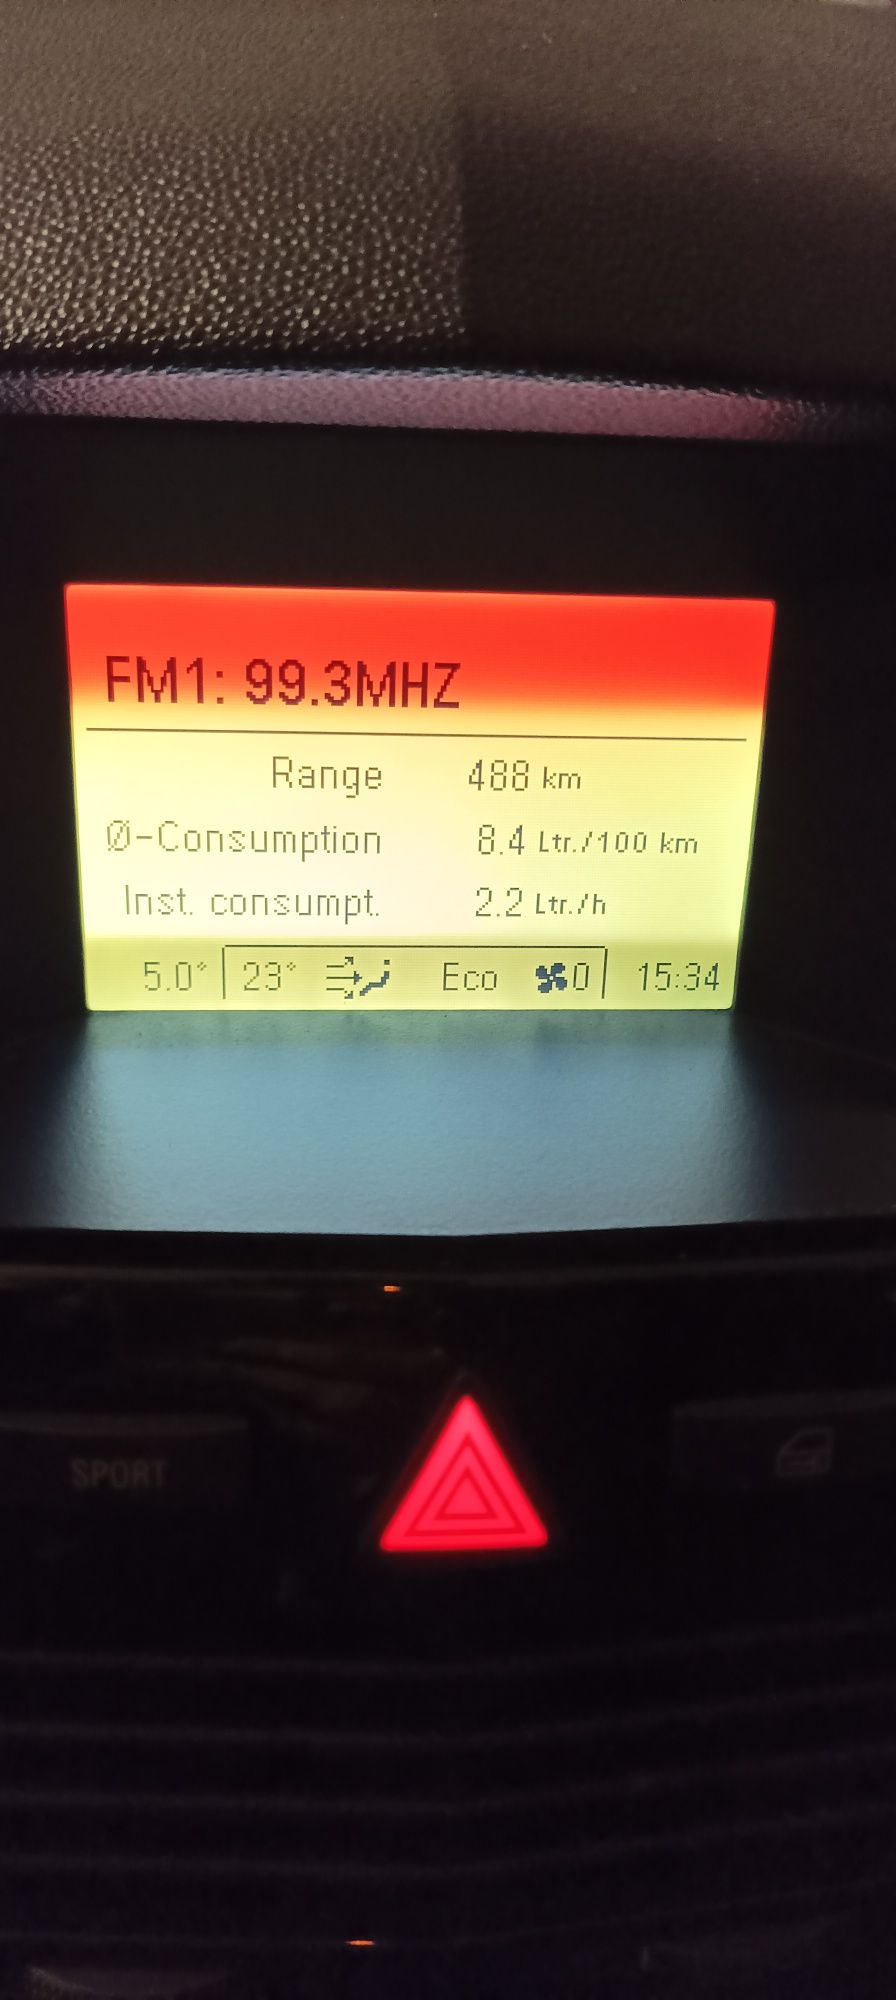 FM1: 99.3MHZ
Range 488 km
Ø-Consumption 8.4 Ltr./100 km
Inst. consumpt. 2.2 Ltr./h
5.0° 23° Eco 0 15:34
SPORT